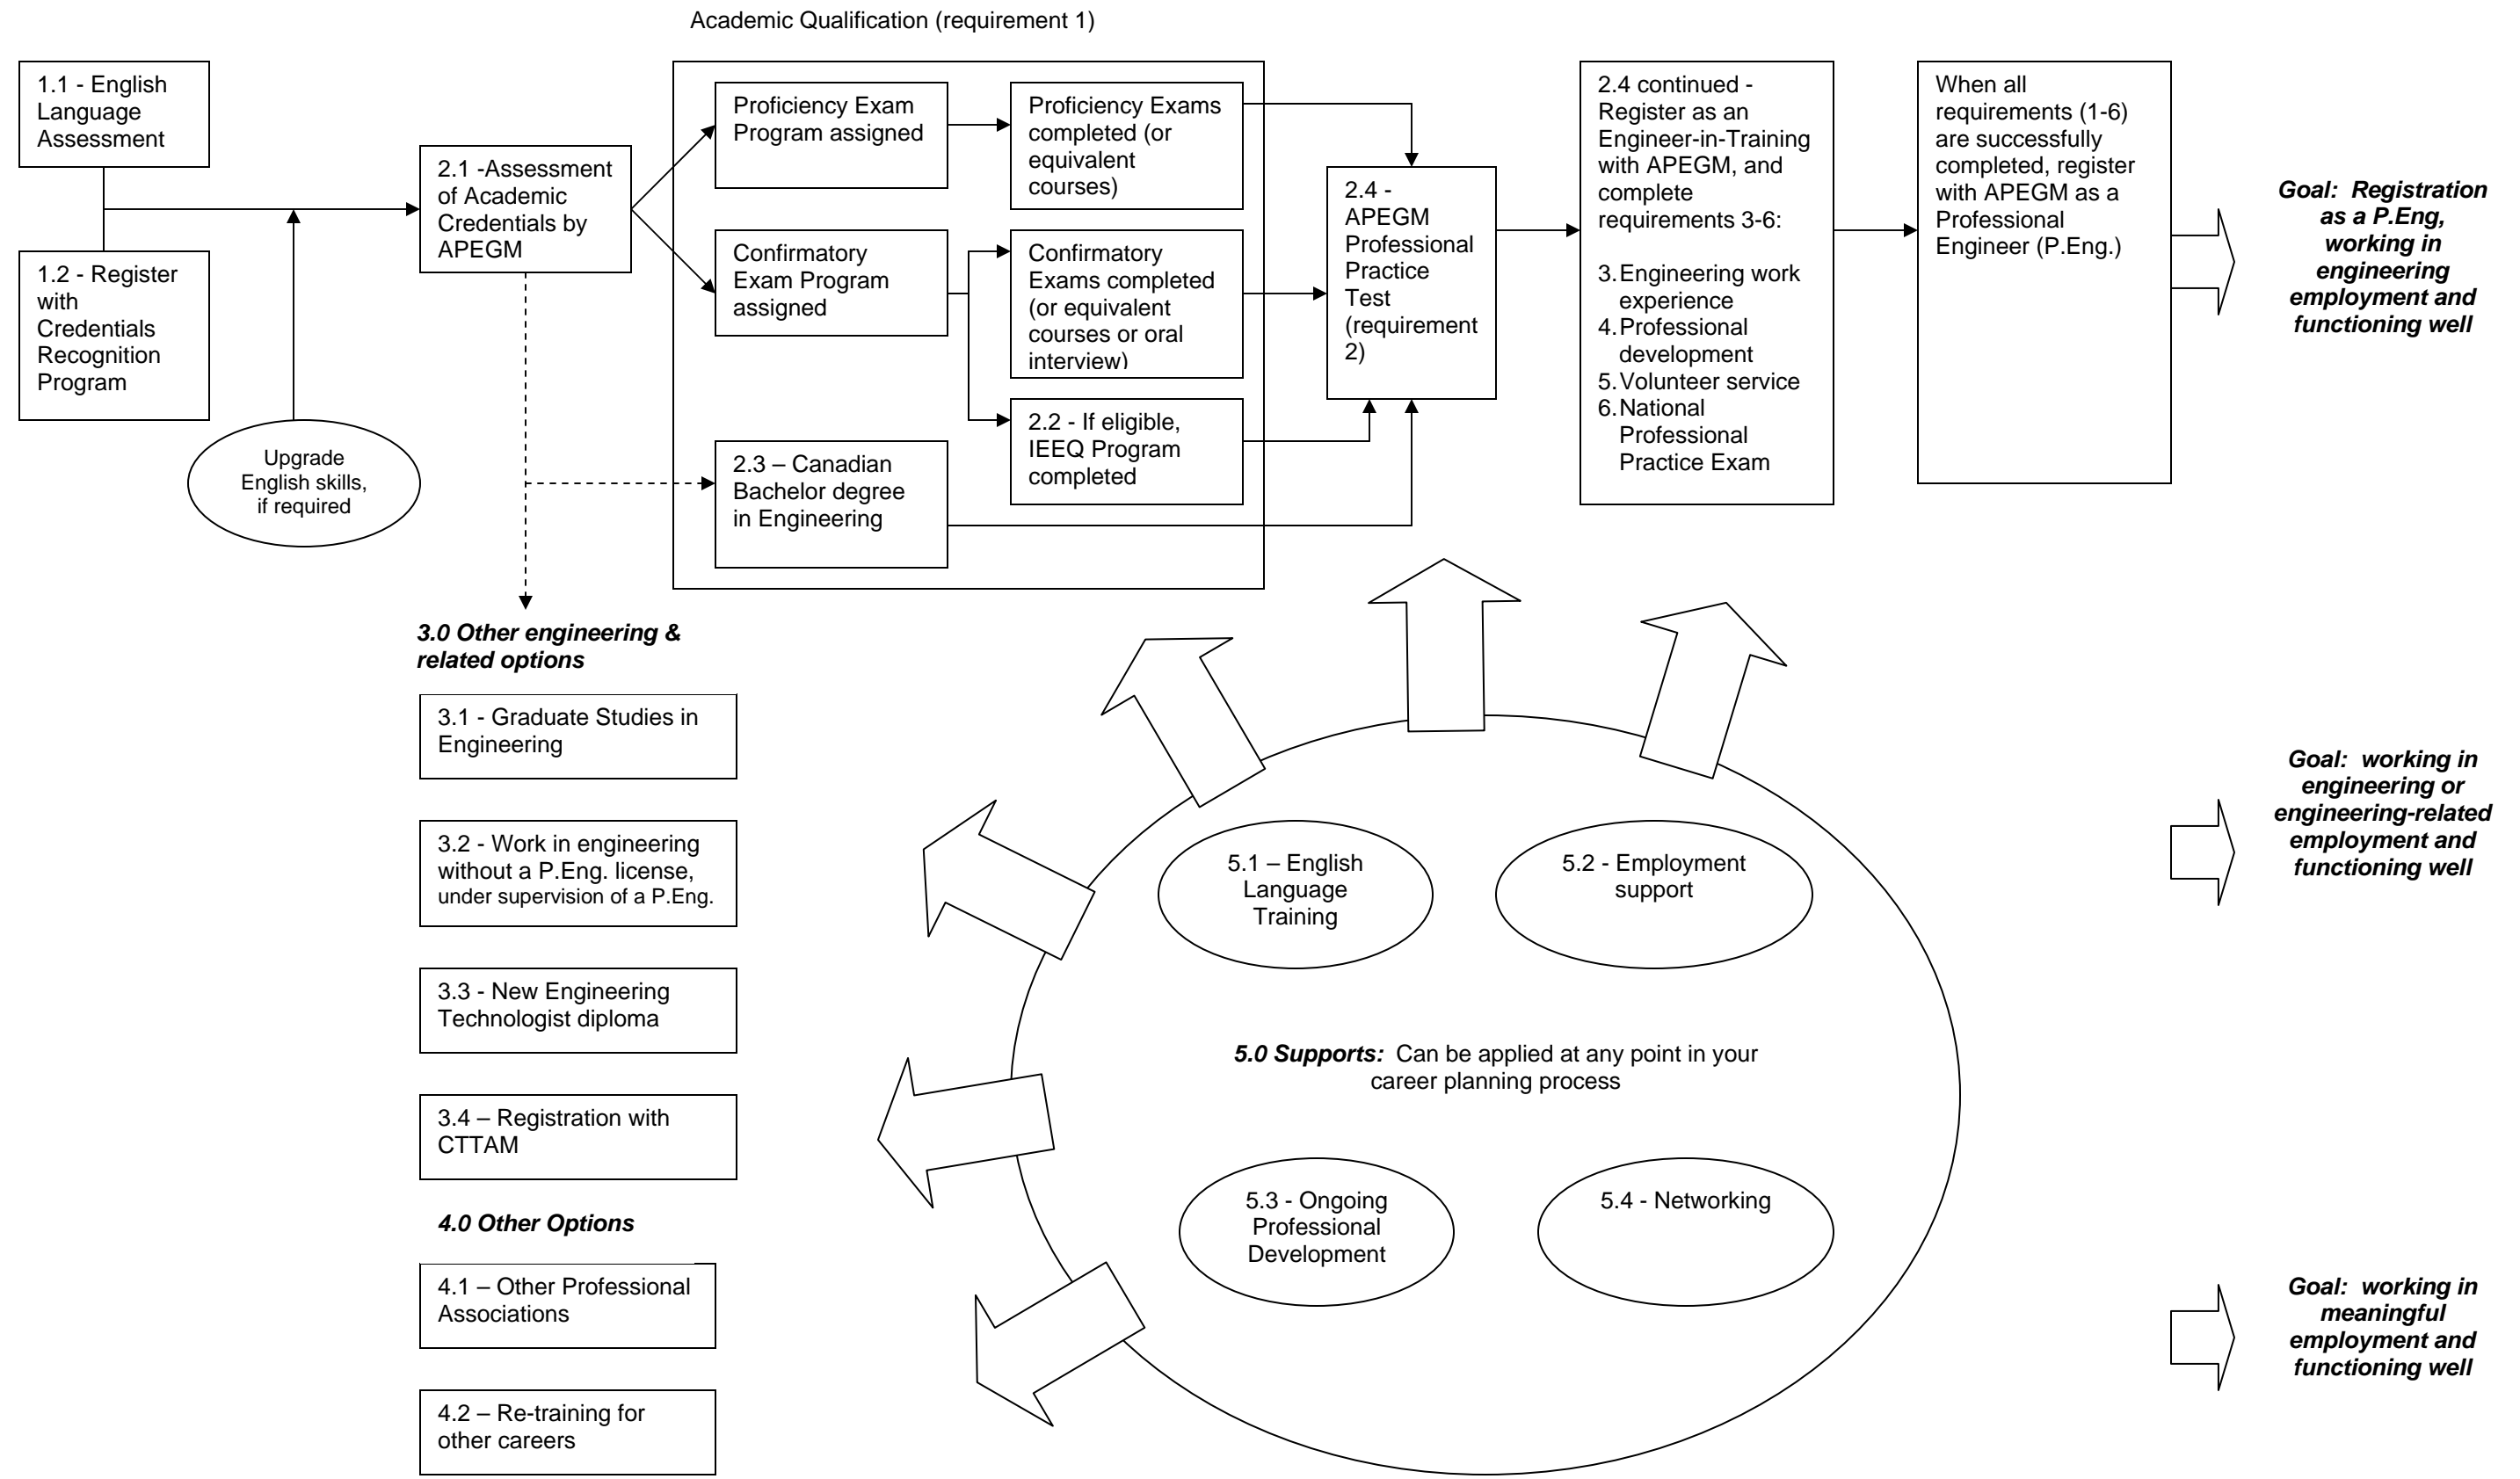 Academic Qualification (requirement 1)
1.1 - English
Language
Assessment
1.2 - Register
with
Credentials
Recognition
Program
Upgrade
English skills,
if required
2.1 -Assessment
of Academic
Credentials by
APEGM
Proficiency Exam
Program assigned
Proficiency Exams
completed (or
equivalent
courses)
Confirmatory
Exam Program
assigned
Confirmatory
Exams completed
(or equivalent
courses or oral
interview)
2.2 - If eligible,
IEEQ Program
completed
2.3 – Canadian
Bachelor degree
in Engineering
2.4 -
APEGM
Professional
Practice
Test
(requirement
2)
2.4 continued -
Register as an
Engineer-in-Training
with APEGM, and
complete
requirements 3-6:
3.Engineering work
experience
4.Professional
development
5.Volunteer service
6.National
Professional
Practice Exam
When all
requirements (1-6)
are successfully
completed, register
with APEGM as a
Professional
Engineer (P.Eng.)
Goal: Registration
as a P.Eng,
working in
engineering
employment and
functioning well
3.0 Other engineering &
related options
3.1 - Graduate Studies in
Engineering
3.2 - Work in engineering
without a P.Eng. license,
under supervision of a P.Eng.
3.3 - New Engineering
Technologist diploma
3.4 – Registration with
CTTAM
4.0 Other Options
4.1 – Other Professional
Associations
4.2 – Re-training for
other careers
5.1 – English
Language
Training
5.2 - Employment
support
5.0 Supports: Can be applied at any point in your
career planning process
5.3 - Ongoing
Professional
Development
5.4 - Networking
Goal: working in
engineering or
engineering-related
employment and
functioning well
Goal: working in
meaningful
employment and
functioning well